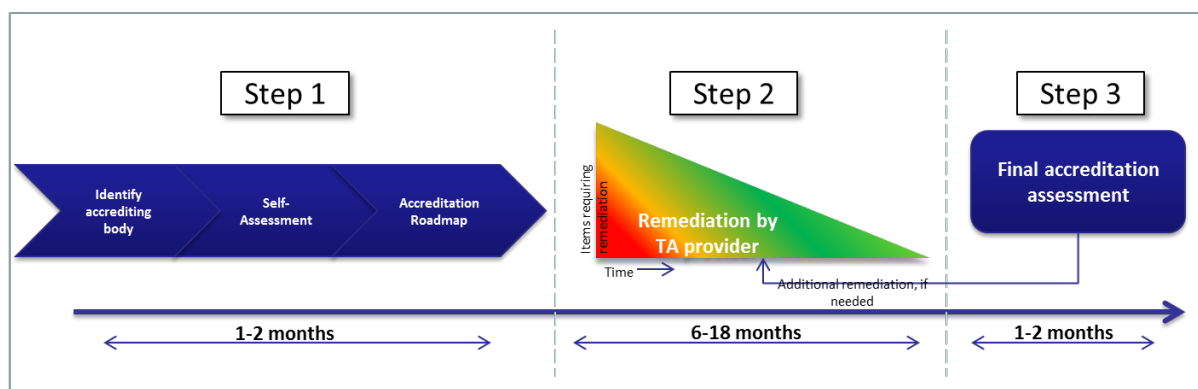 Step 1
Step 2
Step 3
Identify
accrediting
body
Self-
Assessment
Accreditation
Roadmap
Items requiring
remediation
Remediation by
TA provider
Time
Final accreditation
assessment
Additional remediation, if
needed
1-2 months
6-18 months
1-2 months